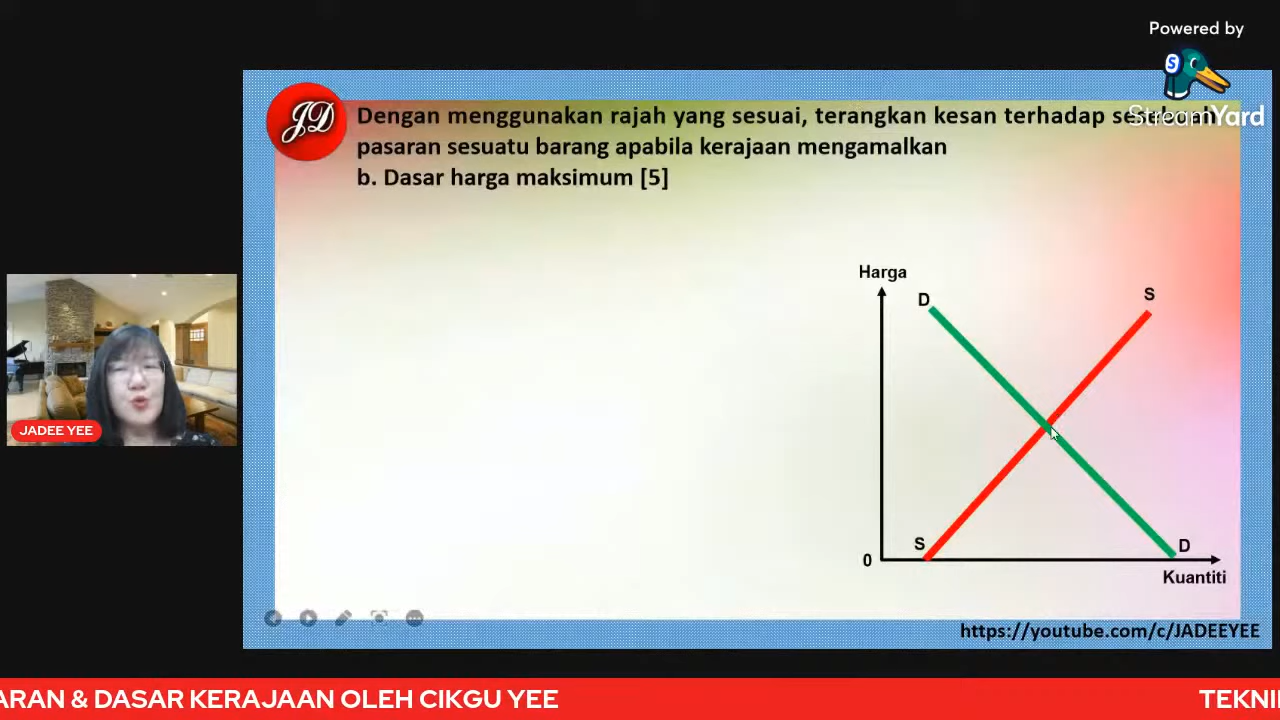 Powered by
StreamYard
JD
Dengan menggunakan rajah yang sesuai, terangkan kesan terhadap
pasaran sesuatu barang apabila kerajaan mengamalkan
b. Dasar harga maksimum [5]
Harga
D
S
S
D
0
Kuantiti
JADEE YEE
https://youtube.com/c/JADEEYEE
ARAN & DASAR KERAJAAN OLEH CIKGU YEE
TEKNI